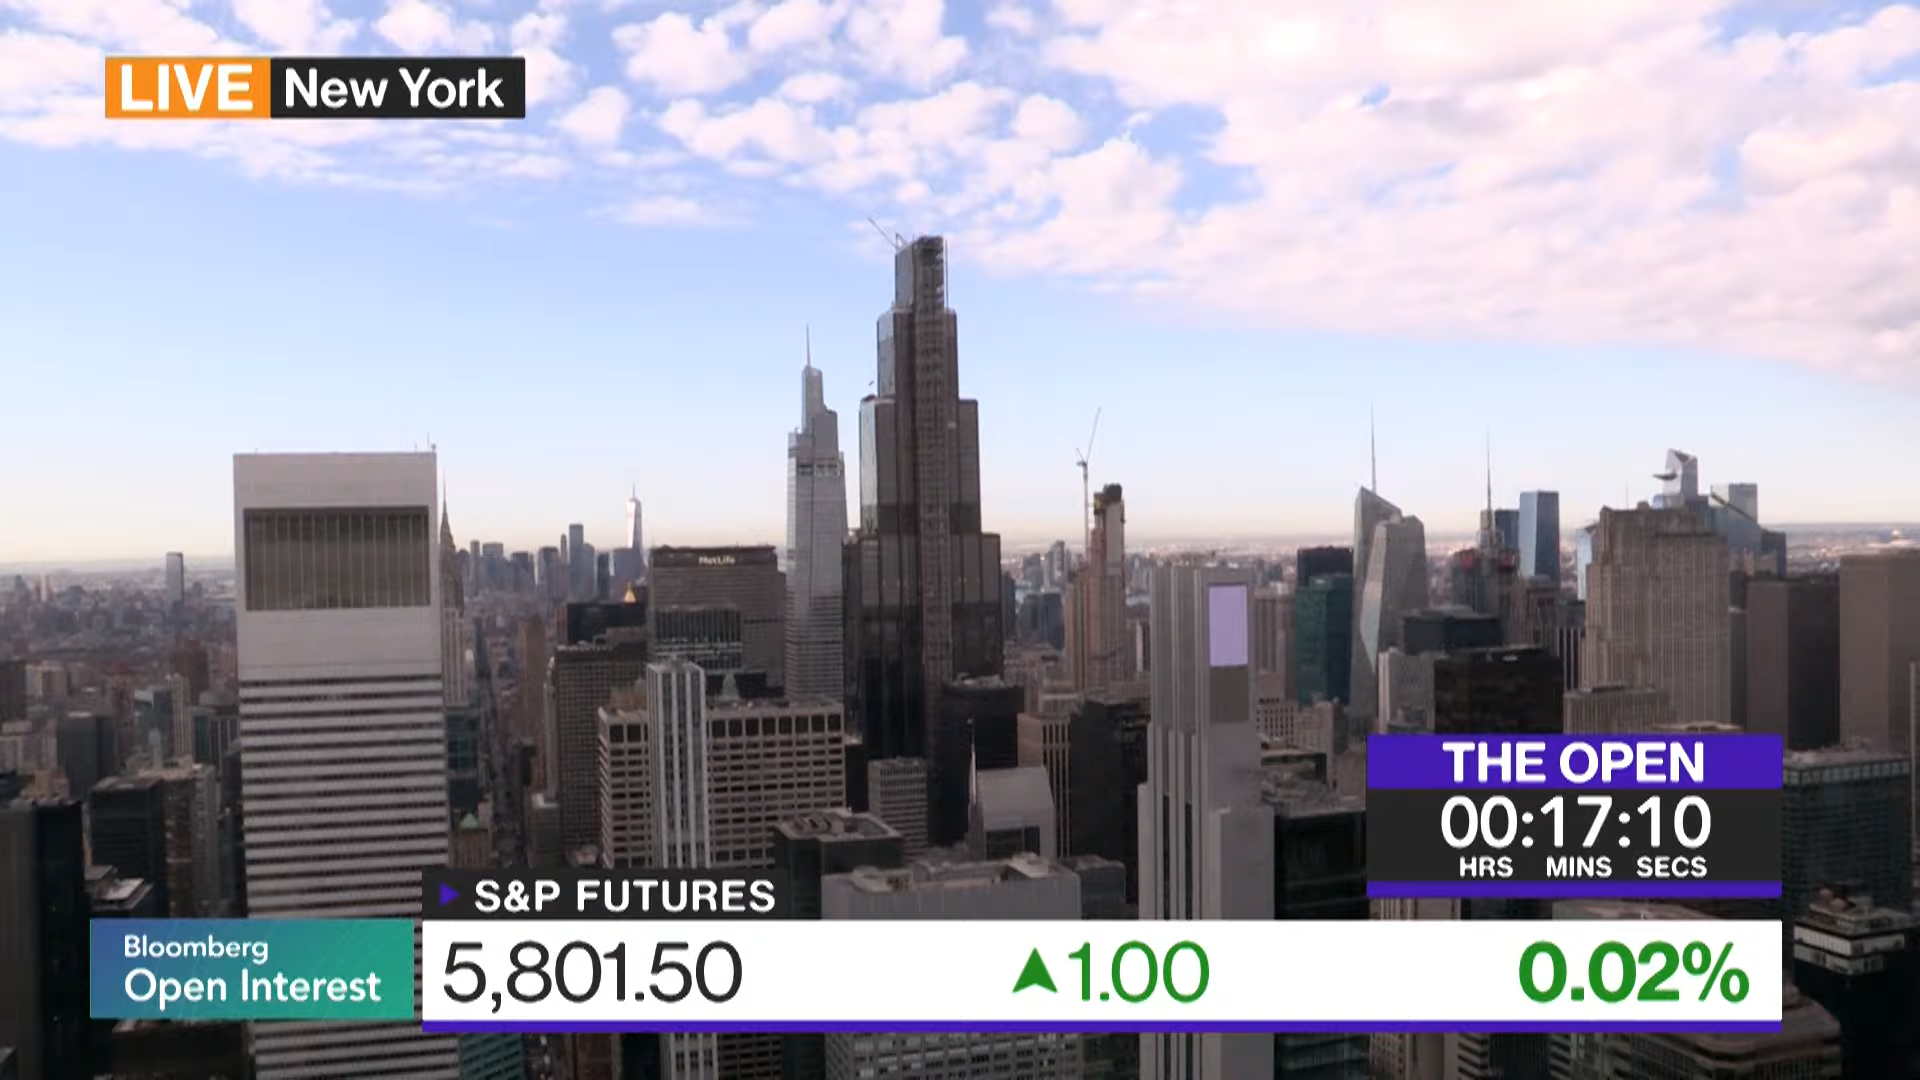 LIVE New York
MetLife
THE OPEN
00:17:10
HRS MINS SECS
S&P FUTURES
Bloomberg
Open Interest
5,801.50 ▲1.00 0.02%